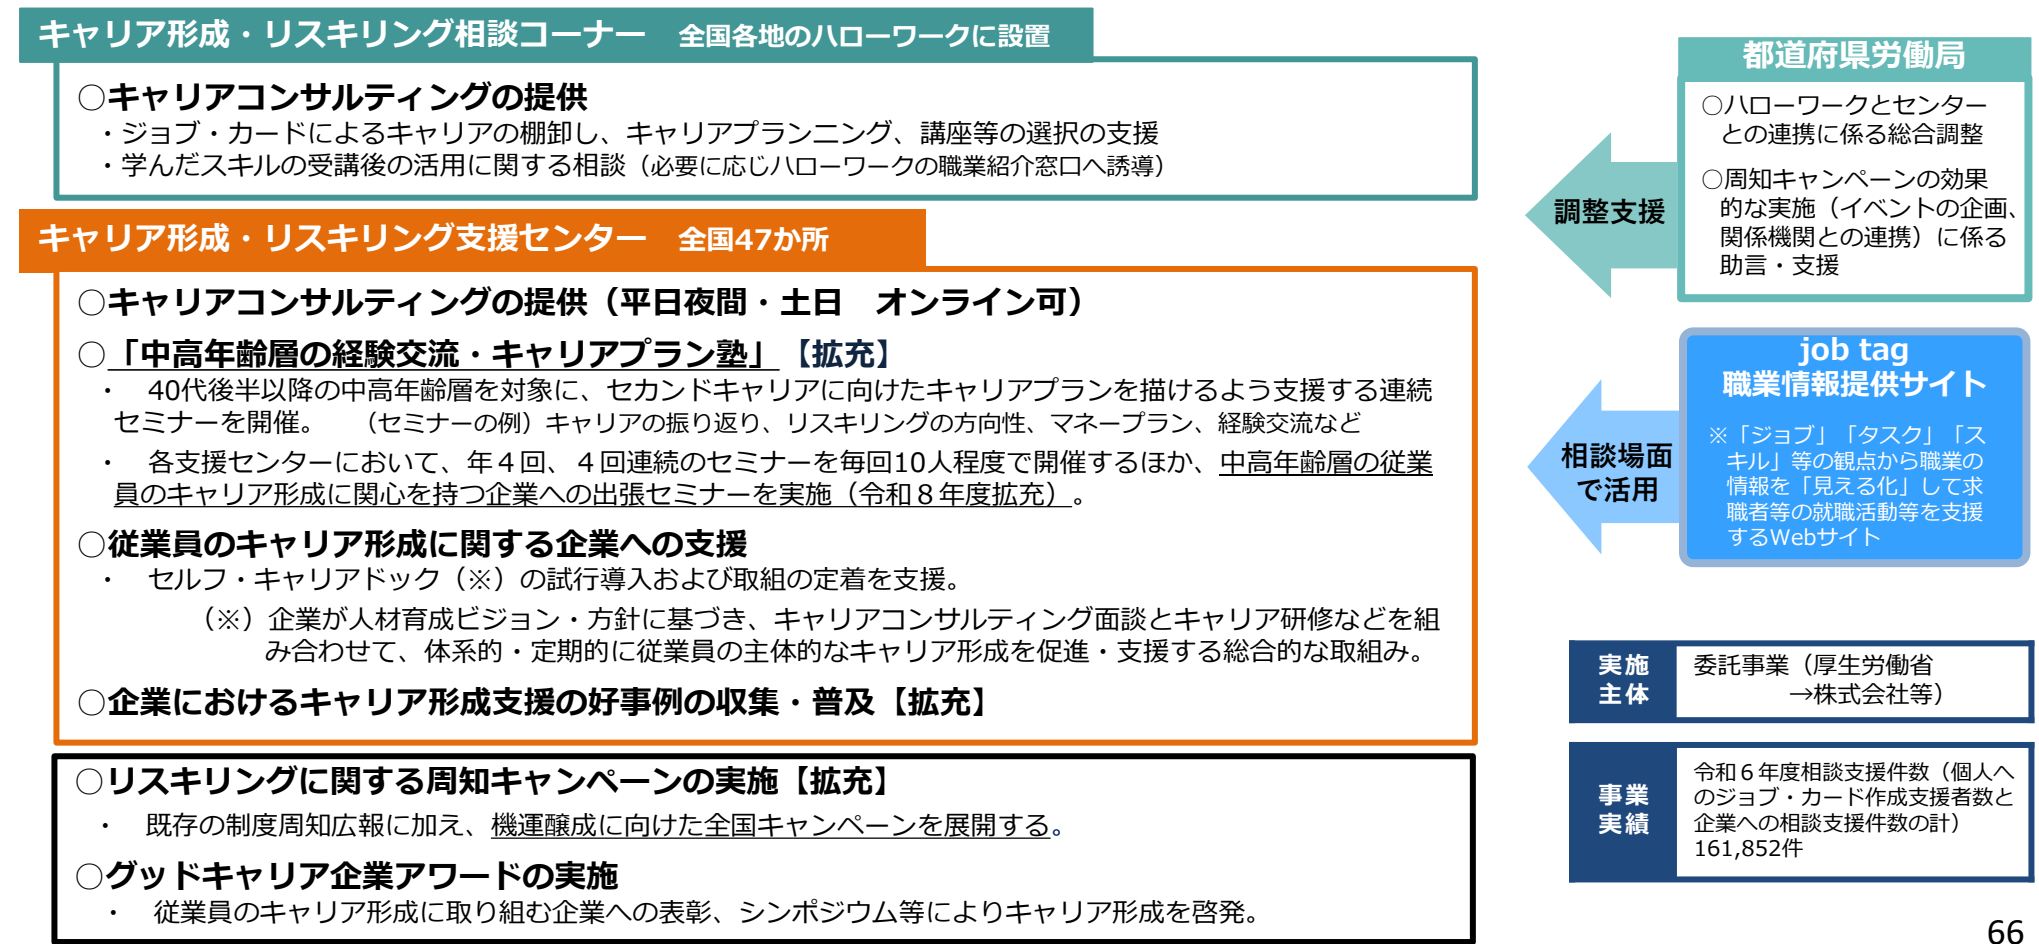 キャリア形成・リスキリング相談コーナー　全国各地のハローワークに設置
○キャリアコンサルティングの提供
・ジョブ・カードによるキャリアの棚卸し、キャリアプランニング、講座等の選択の支援
・学んだスキルの受講後の活用に関する相談（必要に応じハローワークの職業紹介窓口へ誘導）
キャリア形成・リスキリング支援センター　全国47か所
○キャリアコンサルティングの提供（平日夜間・土日　オンライン可）
○「中高年齢層の経験交流・キャリアプラン塾」【拡充】
・　40代後半以降の中高年齢層を対象に、セカンドキャリアに向けたキャリアプランを描けるよう支援する連続
セミナーを開催。　（セミナーの例）キャリアの振り返り、リスキリングの方向性、マネープラン、経験交流など
・　各支援センターにおいて、年４回、４回連続のセミナーを毎回10人程度で開催するほか、中高年齢層の従業
員のキャリア形成に関心を持つ企業への出張セミナーを実施（令和８年度拡充）。
○従業員のキャリア形成に関する企業への支援
・　セルフ・キャリアドック（※）の試行導入および取組の定着を支援。
（※）企業が人材育成ビジョン・方針に基づき、キャリアコンサルティング面談とキャリア研修などを組
み合わせて、体系的・定期的に従業員の主体的なキャリア形成を促進・支援する総合的な取組み。
○企業におけるキャリア形成支援の好事例の収集・普及【拡充】
○リスキリングに関する周知キャンペーンの実施【拡充】
・　既存の制度周知広報に加え、機運醸成に向けた全国キャンペーンを展開する。
○グッドキャリア企業アワードの実施
・　従業員のキャリア形成に取り組む企業への表彰、シンポジウム等によりキャリア形成を啓発。
都道府県労働局
○ハローワークとセンター
との連携に係る総合調整
○周知キャンペーンの効果
的な実施（イベントの企画、
関係機関との連携）に係る
助言・支援
調整支援
job tag
職業情報提供サイト
※「ジョブ」「タスク」「ス
キル」等の観点から職業の
情報を「見える化」して求
職者等の就職活動等を支援
するWebサイト
相談場面
で活用
実施
主体
委託事業（厚生労働省
→株式会社等）
事業
実績
令和６年度相談支援件数（個人へ
のジョブ・カード作成支援者数と
企業への相談支援件数の計）
161,852件
66